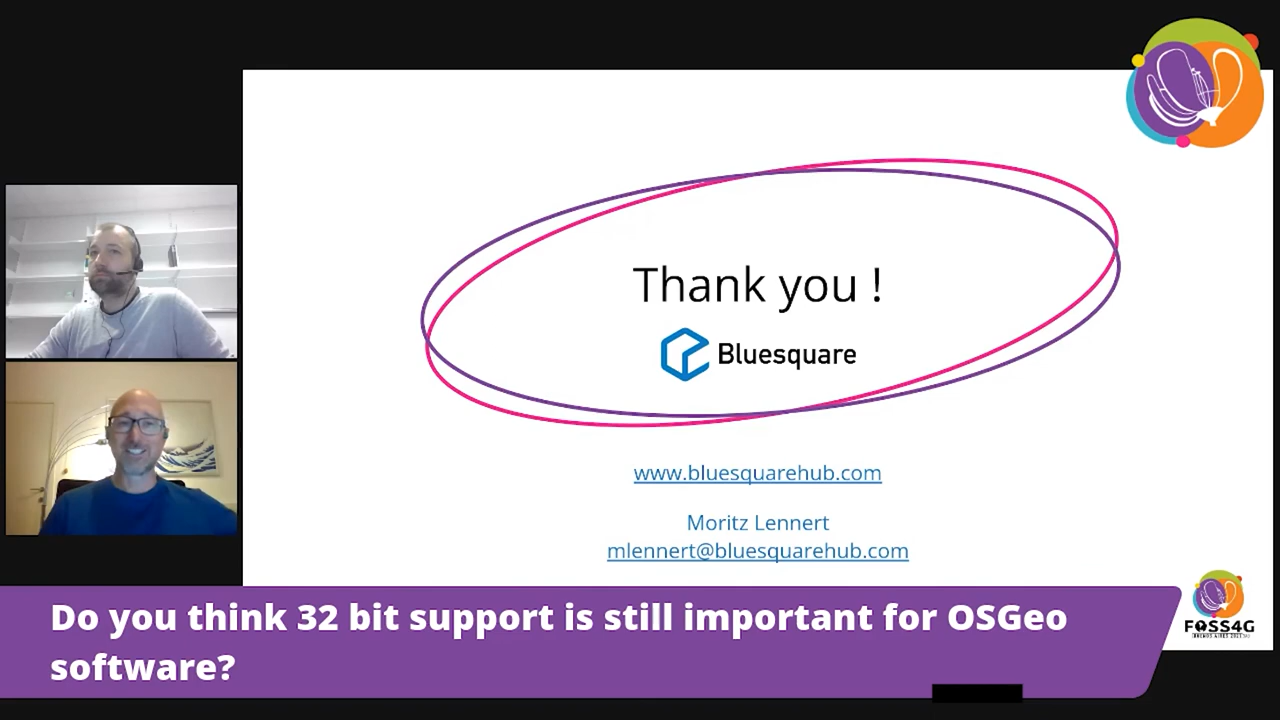 Thank you !
Bluesquare
www.bluesquarehub.com
Moritz Lennert
mlennert@bluesquarehub.com
Do you think 32 bit support is still important for OSGeo
software?
FOSS4G